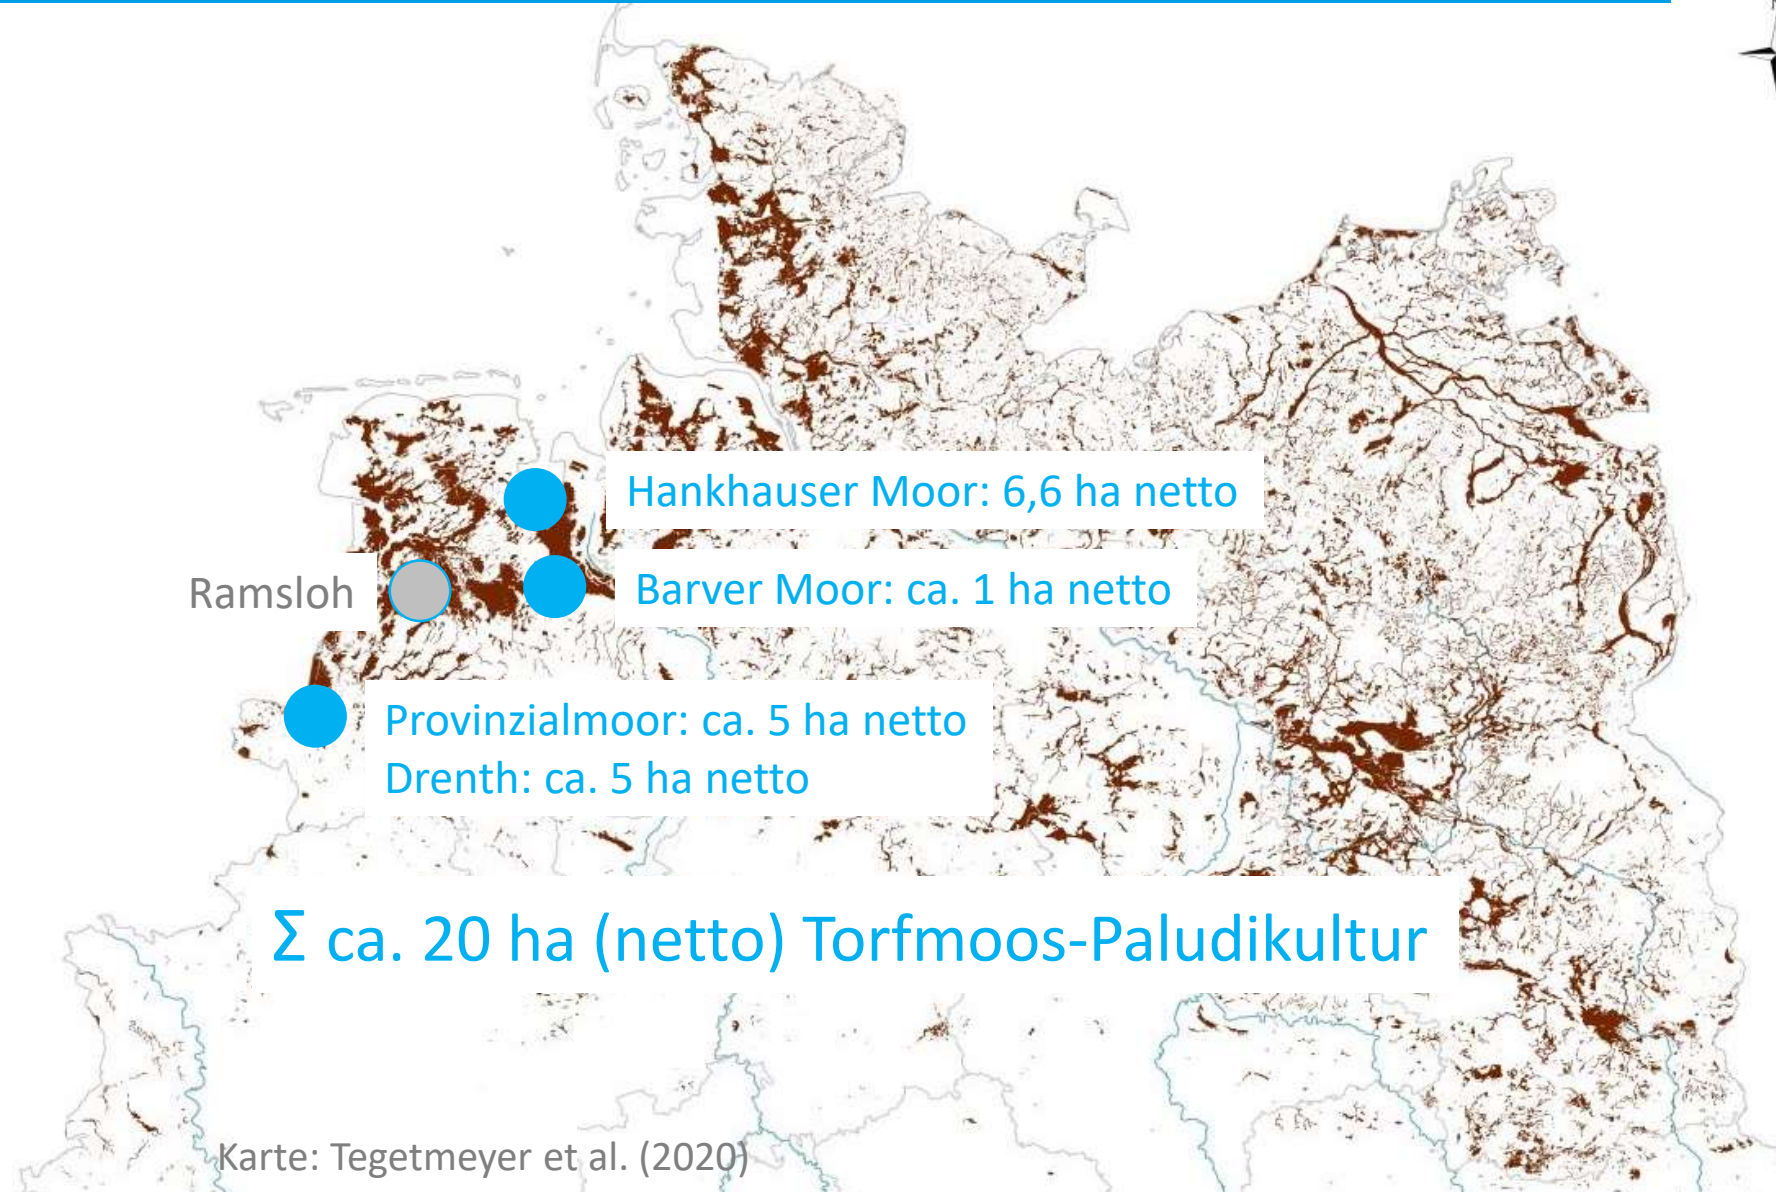 Hankhauser Moor: 6,6 ha netto
Ramsloh
Barver Moor: ca. 1 ha netto
Provinzialmoor: ca. 5 ha netto
Drenth: ca. 5 ha netto
Σ ca. 20 ha (netto) Torfmoos-Paludikultur
Karte: Tegetmeyer et al. (2020)